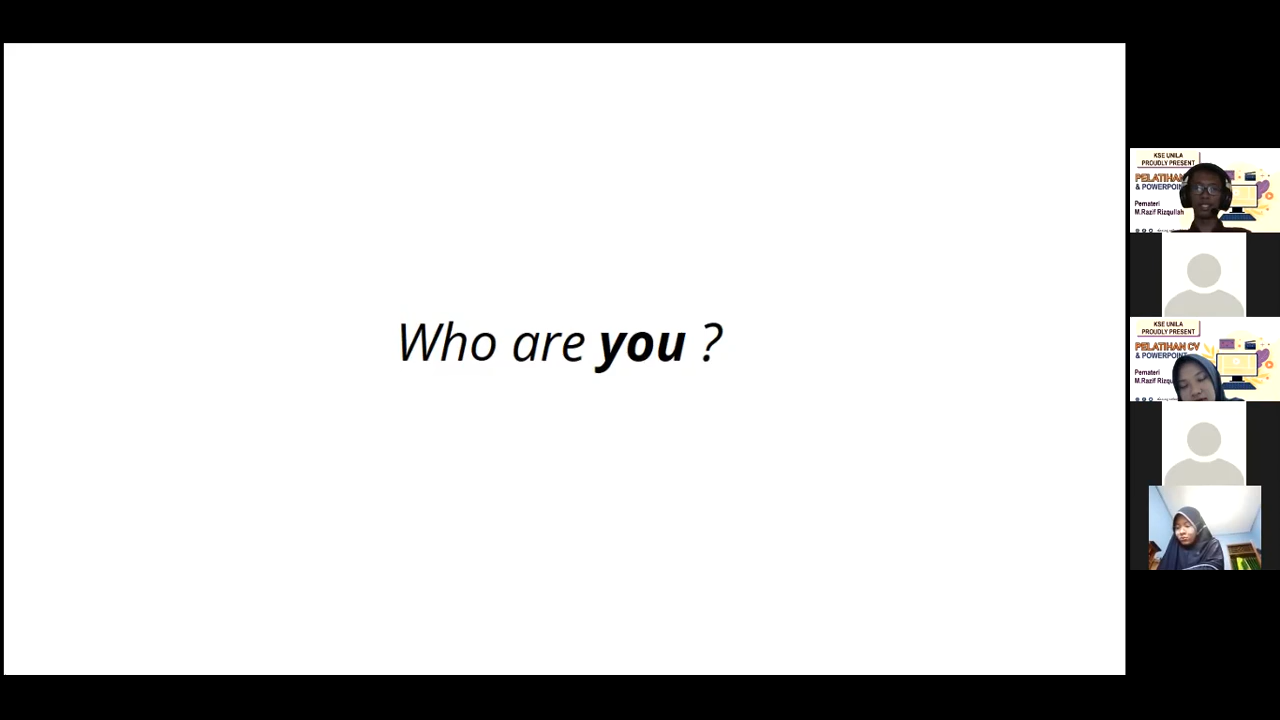 Who are you ?
KSE UNILA
PROUDLY PRESENT
PELATIHAN
& POWERPOINT
Pemateri
M.Razif Rizqullah
KSE UNILA
PROUDLY PRESENT
PELATIHAN CV
& POWERPOINT
Pemateri
M.Razif Rizqu